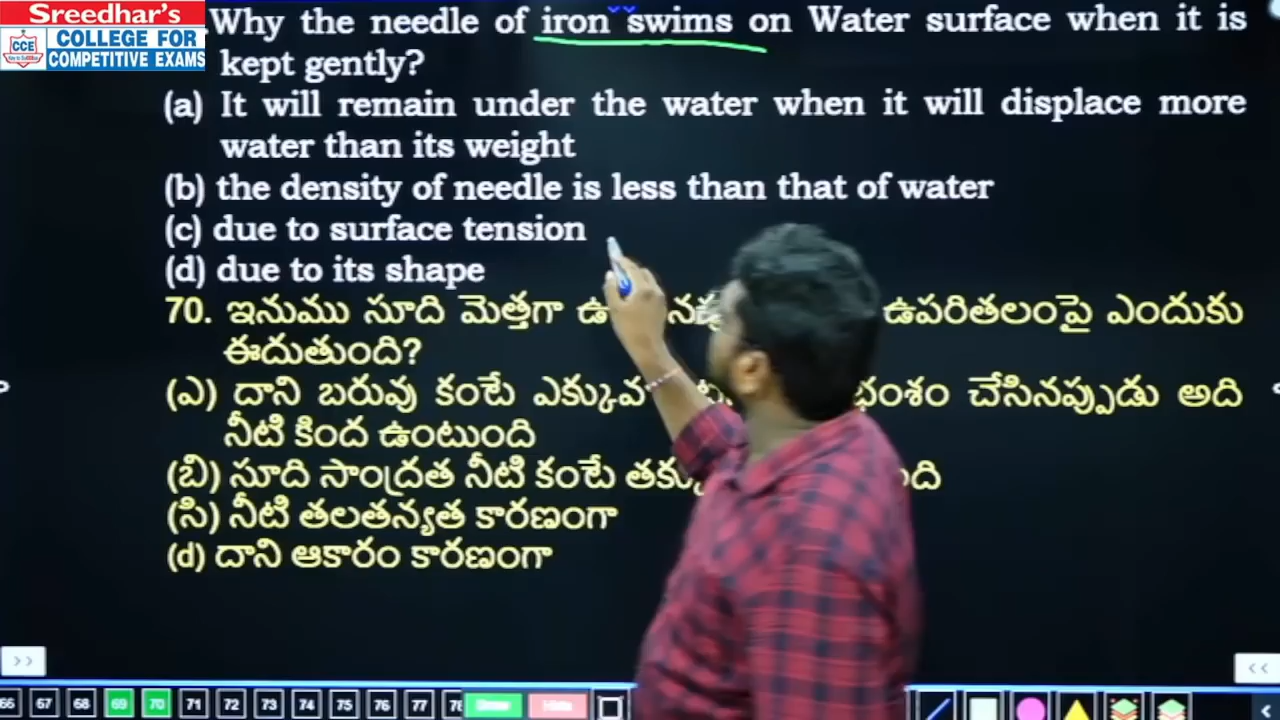 Sreedhar's
CCE
COLLEGE FOR
COMPETITIVE EXAMS
Why the needle of iron swims on Water surface when it is
kept gently?
(a) It will remain under the water when it will displace more
water than its weight
(b) the density of needle is less than that of water
(c) due to surface tension
(d) due to its shape
70. ఇనుము సూది మెత్తగా ఉపరితలంపై ఎందుకు
ఈదుతుంది?
(ఎ) దాని బరువు కంటే ఎక్కువ చేసినప్పుడు అది
నీటి కింద ఉంటుంది
(బి) సూది సాంద్రత నీటి కంటే
(సి) నీటి తలతన్యత కారణంగా
(d) దాని ఆకారం కారణంగా
>> <<
66 67 68 69 70 71 72 73 74 75 76 77 Show Hide <